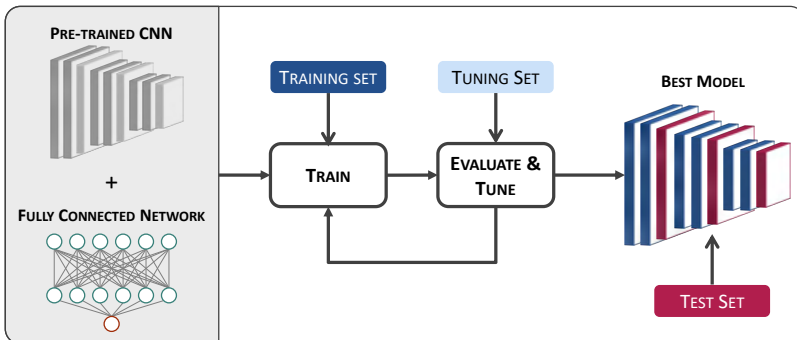 PRE-TRAINED CNN
+
FULLY CONNECTED NETWORK
TRAINING SET
TUNING SET
TRAIN
EVALUATE &
TUNE
BEST MODEL
TEST SET